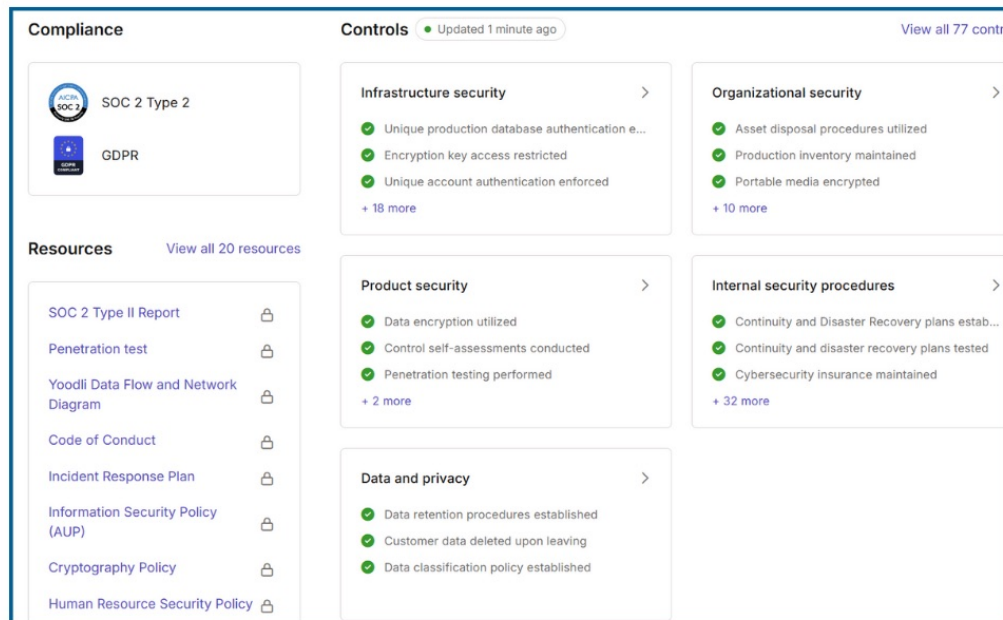 Compliance
AICPA
SOC 2
SOC 2 Type 2
GDPR
COMPLIANT
GDPR
Resources
View all 20 resources
SOC 2 Type II Report
Penetration test
Yoodli Data Flow and Network
Diagram
Code of Conduct
Incident Response Plan
Information Security Policy
(AUP)
Cryptography Policy
Human Resource Security Policy
Controls
Updated 1 minute ago
View all 77 contr
Infrastructure security
Unique production database authentication e...
Encryption key access restricted
Unique account authentication enforced
+ 18 more
Organizational security
Asset disposal procedures utilized
Production inventory maintained
Portable media encrypted
+ 10 more
Product security
Data encryption utilized
Control self-assessments conducted
Penetration testing performed
+ 2 more
Internal security procedures
Continuity and Disaster Recovery plans estab...
Continuity and disaster recovery plans tested
Cybersecurity insurance maintained
+ 32 more
Data and privacy
Data retention procedures established
Customer data deleted upon leaving
Data classification policy established